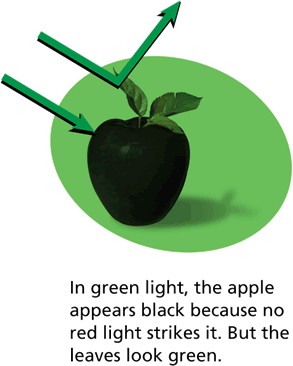 In green light, the apple
appears black because no
red light strikes it. But the
leaves look green.